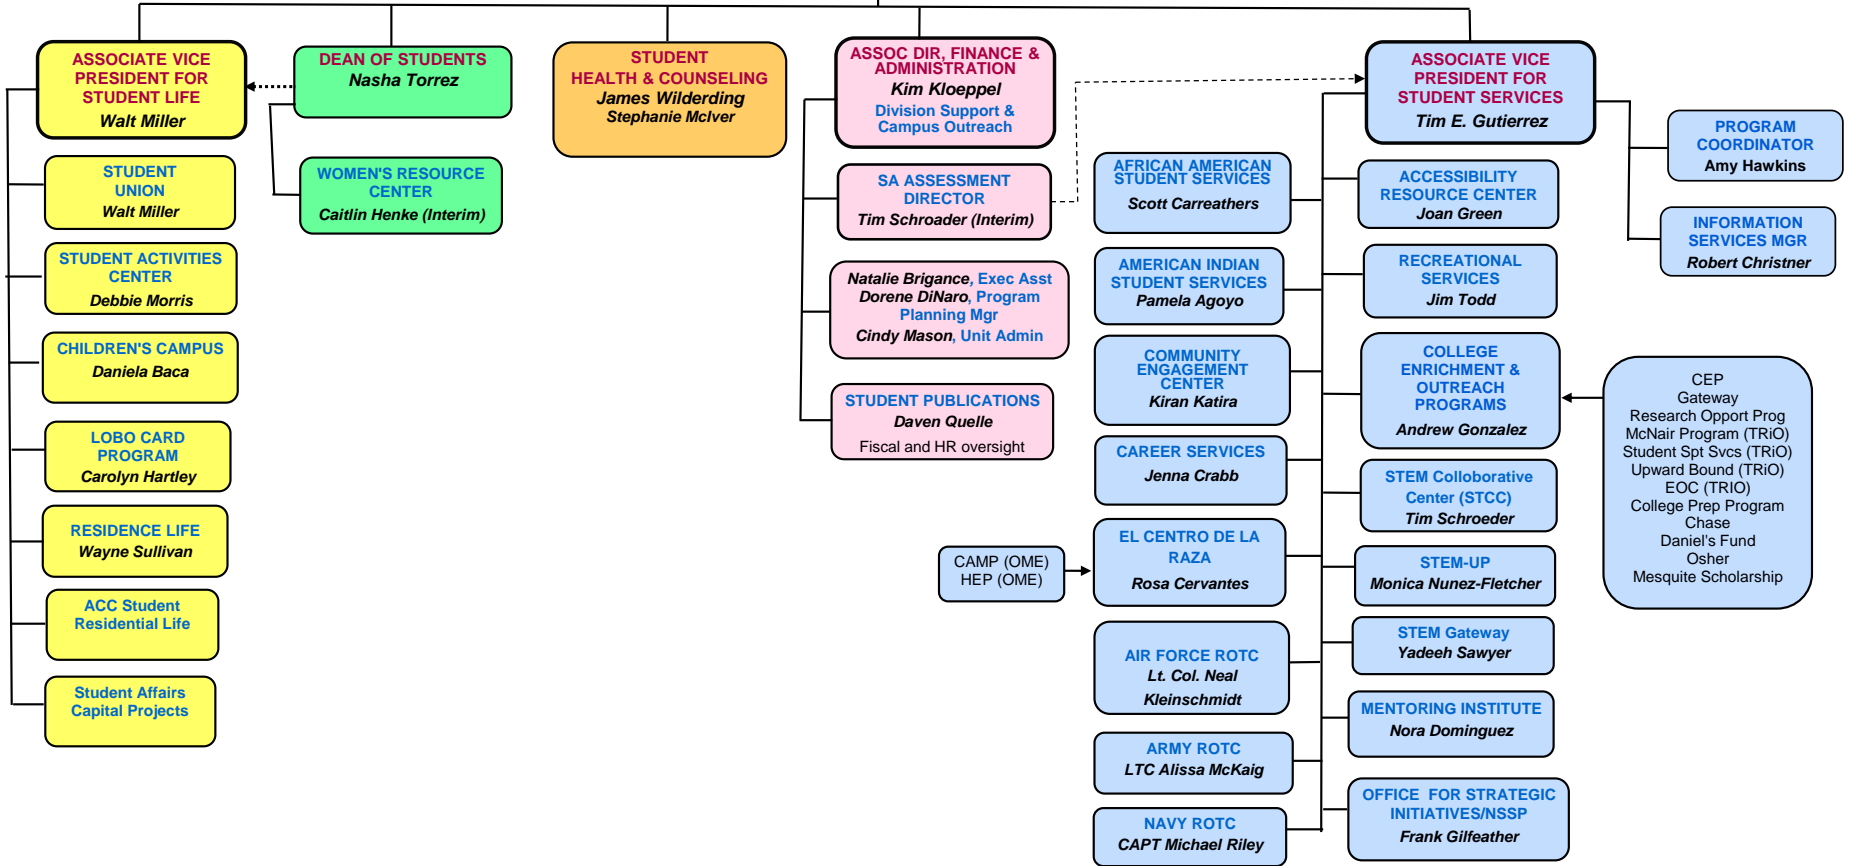 ASSOCIATE VICE
PRESIDENT FOR
STUDENT LIFE
Walt Miller
STUDENT
UNION
Walt Miller
STUDENT ACTIVITIES
CENTER
Debbie Morris
CHILDREN'S CAMPUS
Daniela Baca
LOBO CARD
PROGRAM
Carolyn Hartley
RESIDENCE LIFE
Wayne Sullivan
ACC Student
Residential Life
Student Affairs
Capital Projects
DEAN OF STUDENTS
Nasha Torrez
WOMEN'S RESOURCE
CENTER
Caitlin Henke (Interim)
STUDENT
HEALTH & COUNSELING
James Wilderding
Stephanie McIver
ASSOC DIR, FINANCE &
ADMINISTRATION
Kim Kloeppel
Division Support &
Campus Outreach
SA ASSESSMENT
DIRECTOR
Tim Schroader (Interim)
Natalie Brigance, Exec Asst
Dorene DiNaro, Program
Planning Mgr
Cindy Mason, Unit Admin
STUDENT PUBLICATIONS
Daven Quelle
Fiscal and HR oversight
ASSOCIATE VICE
PRESIDENT FOR
STUDENT SERVICES
Tim E. Gutierrez
AFRICAN AMERICAN
STUDENT SERVICES
Scott Carreathers
AMERICAN INDIAN
STUDENT SERVICES
Pamela Agoyo
COMMUNITY
ENGAGEMENT
CENTER
Kiran Katira
CAREER SERVICES
Jenna Crabb
CAMP (OME)
HEP (OME)
EL CENTRO DE LA
RAZA
Rosa Cervantes
AIR FORCE ROTC
Lt. Col. Neal
Kleinschmidt
ARMY ROTC
LTC Alissa McKaig
NAVY ROTC
CAPT Michael Riley
ACCESSIBILITY
RESOURCE CENTER
Joan Green
RECREATIONAL
SERVICES
Jim Todd
COLLEGE
ENRICHMENT &
OUTREACH
PROGRAMS
Andrew Gonzalez
STEM Colloborative
Center (STCC)
Tim Schroeder
STEM-UP
Monica Nunez-Fletcher
STEM Gateway
Yadeeh Sawyer
MENTORING INSTITUTE
Nora Dominguez
OFFICE FOR STRATEGIC
INITIATIVES/NSSP
Frank Gilfeather
PROGRAM
COORDINATOR
Amy Hawkins
INFORMATION
SERVICES MGR
Robert Christner
CEP
Gateway
Research Opport Prog
McNair Program (TRiO)
Student Spt Svcs (TRiO)
Upward Bound (TRiO)
EOC (TRIO)
College Prep Program
Chase
Daniel's Fund
Osher
Mesquite Scholarship